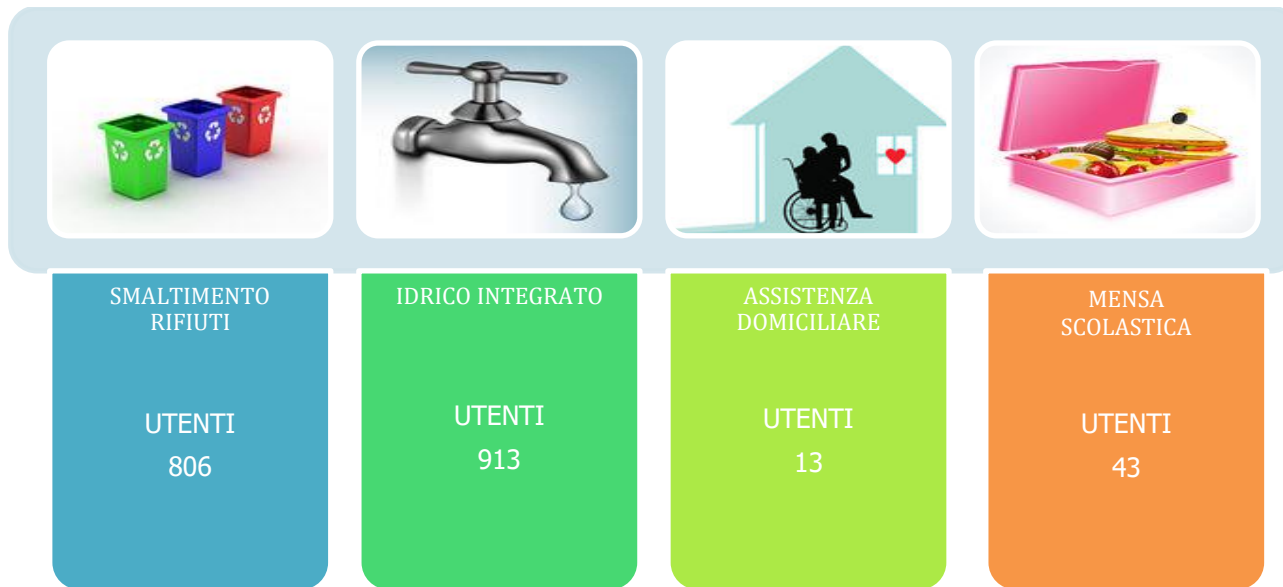 SMALTIMENTO
RIFIUTI
UTENTI
806
IDRICO INTEGRATO
UTENTI
913
ASSISTENZA
DOMICILIARE
UTENTI
13
MENSA
SCOLASTICA
UTENTI
43